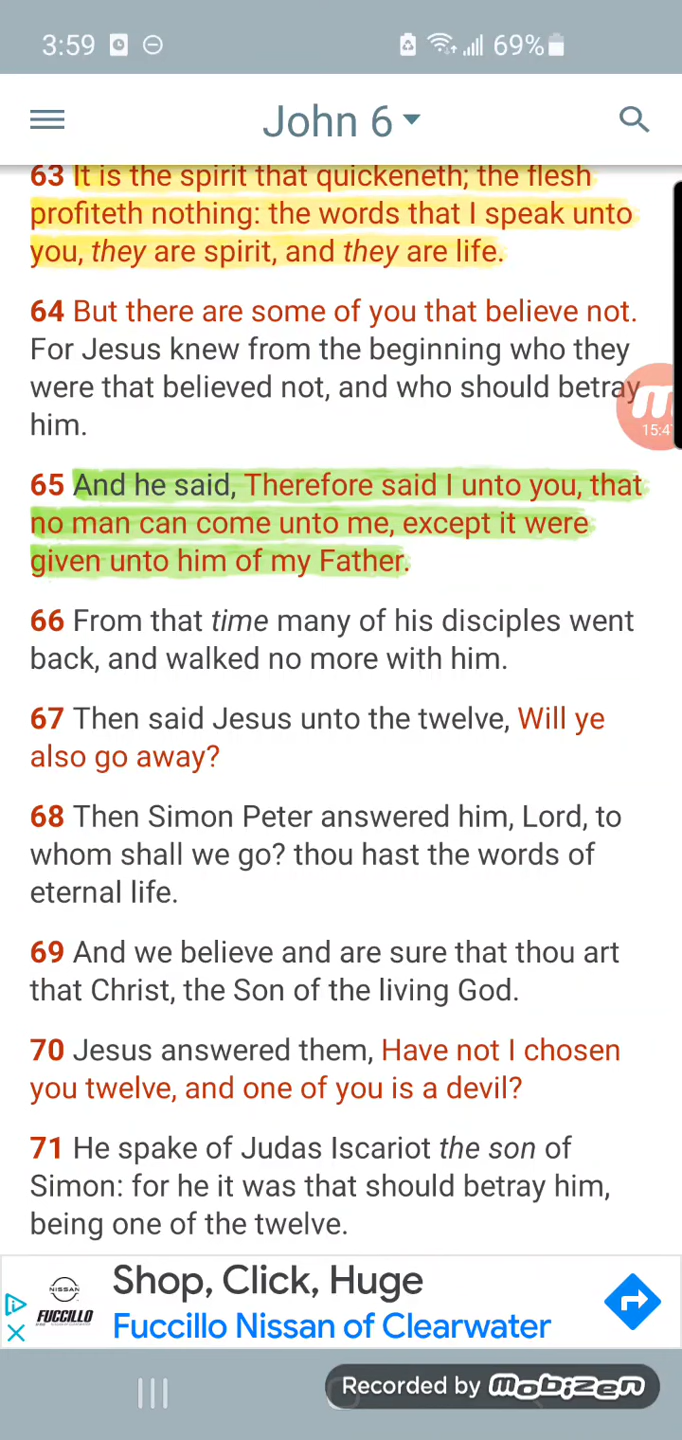 3:59 69%
John 6
63 It is the spirit that quickeneth; the flesh
profiteth nothing: the words that I speak unto
you, they are spirit, and they are life.
64 But there are some of you that believe not.
For Jesus knew from the beginning who they
were that believed not, and who should betray
him.
15:4
65 And he said, Therefore said I unto you, that
no man can come unto me, except it were
given unto him of my Father.
66 From that time many of his disciples went
back, and walked no more with him.
67 Then said Jesus unto the twelve, Will ye
also go away?
68 Then Simon Peter answered him, Lord, to
whom shall we go? thou hast the words of
eternal life.
69 And we believe and are sure that thou art
that Christ, the Son of the living God.
70 Jesus answered them, Have not I chosen
you twelve, and one of you is a devil?
71 He spake of Judas Iscariot the son of
Simon: for he it was that should betray him,
being one of the twelve.
NISSAN
FUCCILLO
Shop, Click, Huge
Fuccillo Nissan of Clearwater
Recorded by Mobizen